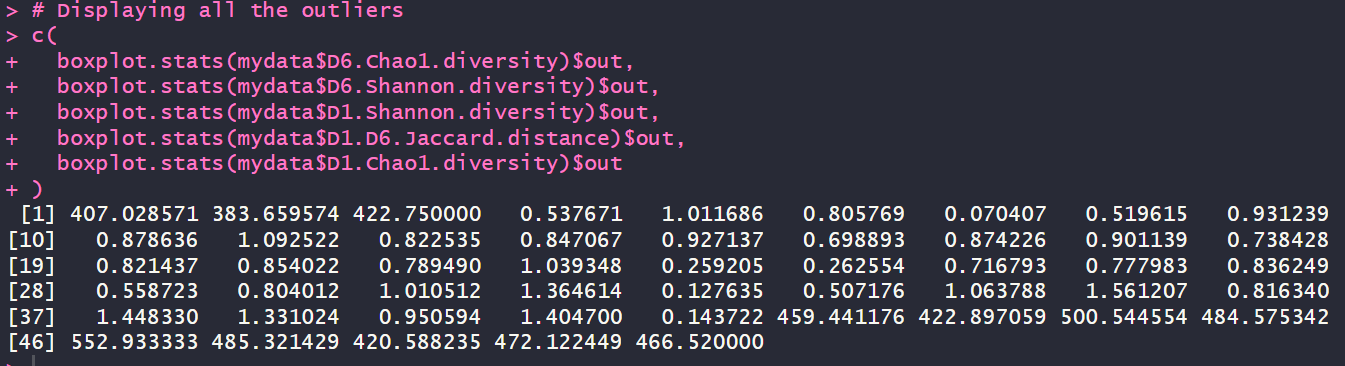 > # Displaying all the outliers
> c(
+   boxplot.stats(mydata$D6.Chao1.diversity)$out,
+   boxplot.stats(mydata$D6.Shannon.diversity)$out,
+   boxplot.stats(mydata$D1.Shannon.diversity)$out,
+   boxplot.stats(mydata$D1.D6.Jaccard.distance)$out,
+   boxplot.stats(mydata$D1.Chao1.diversity)$out
+ )
 [1] 407.028571 383.659574 422.750000   0.537671   1.011686   0.805769   0.070407   0.519615   0.931239
[10]   0.878636   1.092522   0.822535   0.847067   0.927137   0.698893   0.874226   0.901139   0.738428
[19]   0.821437   0.854022   0.789490   1.039348   0.259205   0.262554   0.716793   0.777983   0.836249
[28]   0.558723   0.804012   1.010512   1.364614   0.127635   0.507176   1.063788   1.561207   0.816340
[37]   1.448330   1.331024   0.950594   1.404700   0.143722 459.441176 422.897059 500.544554 484.575342
[46] 552.933333 485.321429 420.588235 472.122449 466.520000
>